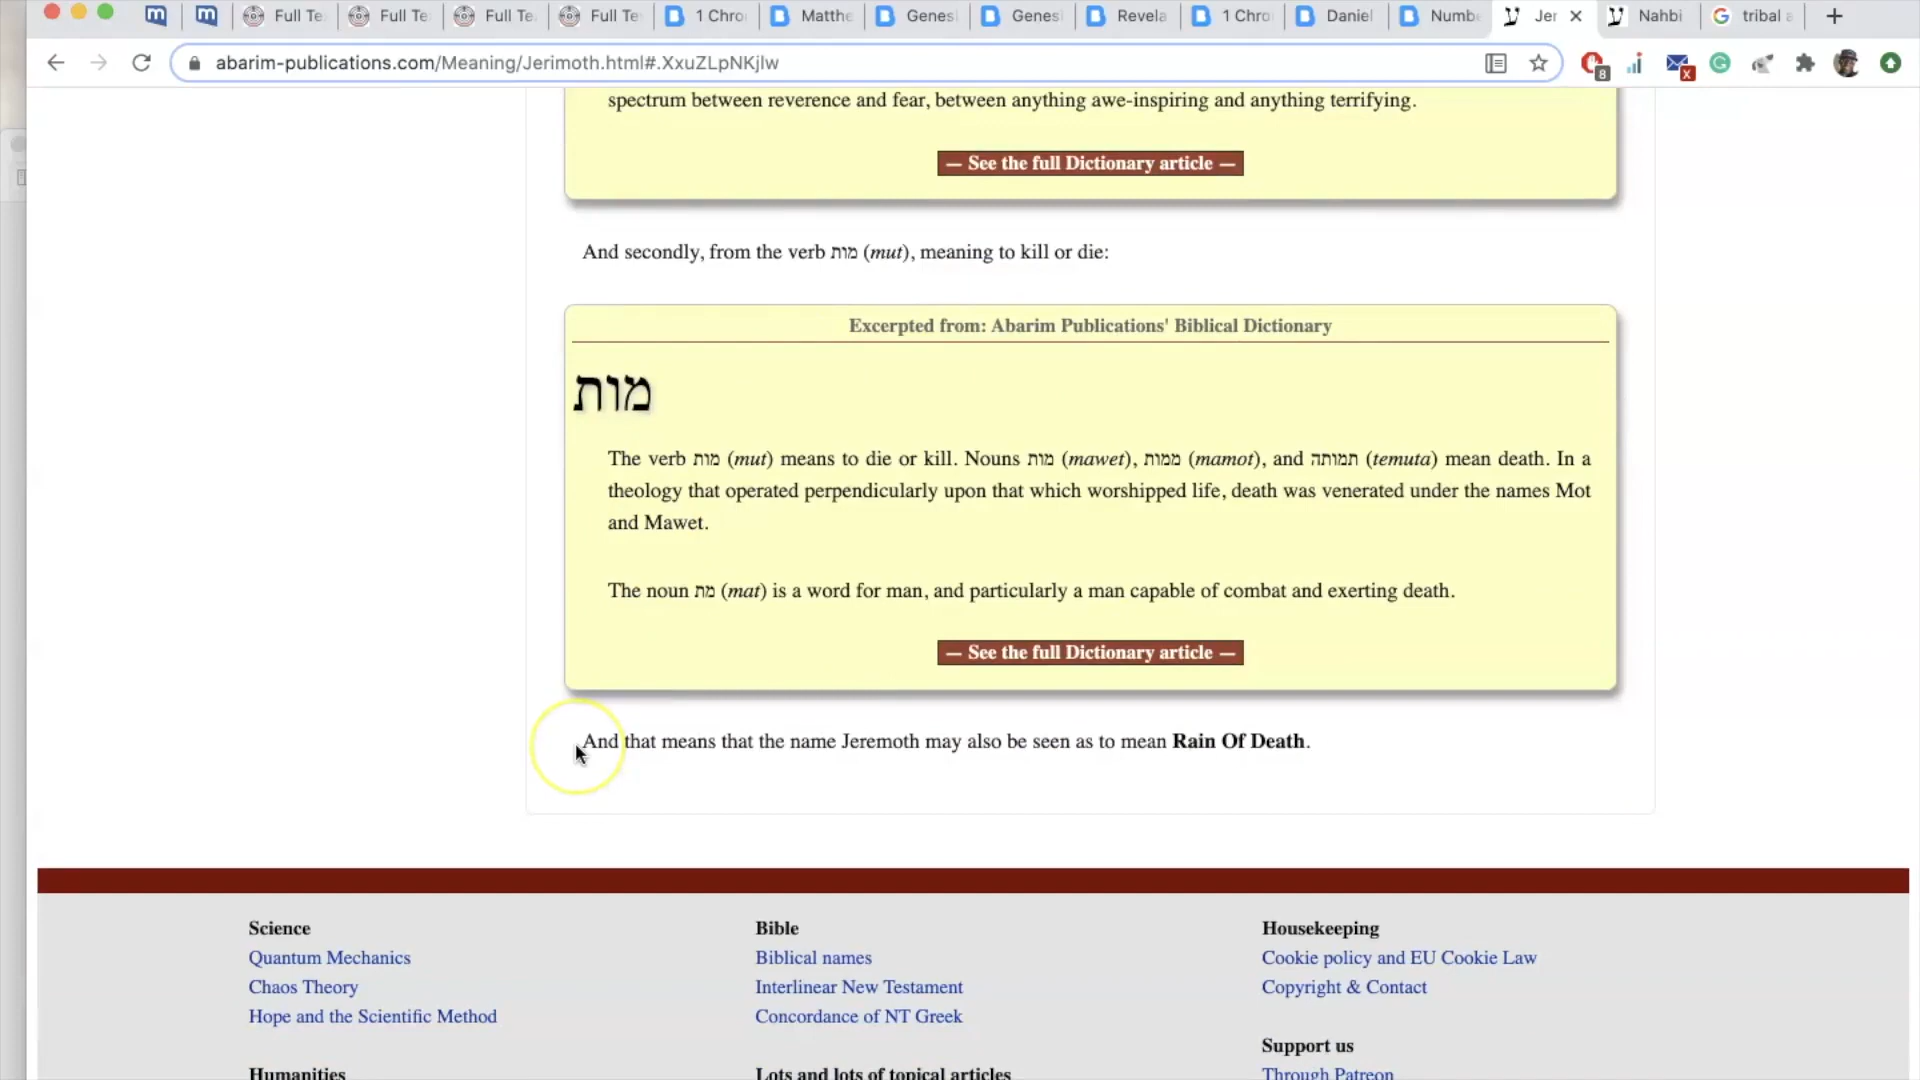 Full Te
Full Te
Full Te
Full Te
1 Chro
Matthe
Genesi
Genesi
Revela
1 Chro
Daniel
Numbe
Jer
Nahbi
tribal a
abarim-publications.com/Meaning/Jerimoth.html#.XxuZLpNKjlw
8
x
spectrum between reverence and fear, between anything awe-inspiring and anything terrifying.
— See the full Dictionary article —
And secondly, from the verb מות (mut), meaning to kill or die:
Excerpted from: Abarim Publications' Biblical Dictionary
מות
The verb מות (mut) means to die or kill. Nouns מות (mawet), ממות (mamot), and תמותה (temuta) mean death. In a
theology that operated perpendicularly upon that which worshipped life, death was venerated under the names Mot
and Mawet.
The noun מת (mat) is a word for man, and particularly a man capable of combat and exerting death.
— See the full Dictionary article —
And that means that the name Jeremoth may also be seen as to mean Rain Of Death.
Science
Quantum Mechanics
Chaos Theory
Hope and the Scientific Method
Humanities
Bible
Biblical names
Interlinear New Testament
Concordance of NT Greek
Lots and lots of topical articles
Housekeeping
Cookie policy and EU Cookie Law
Copyright & Contact
Support us
Through Patreon